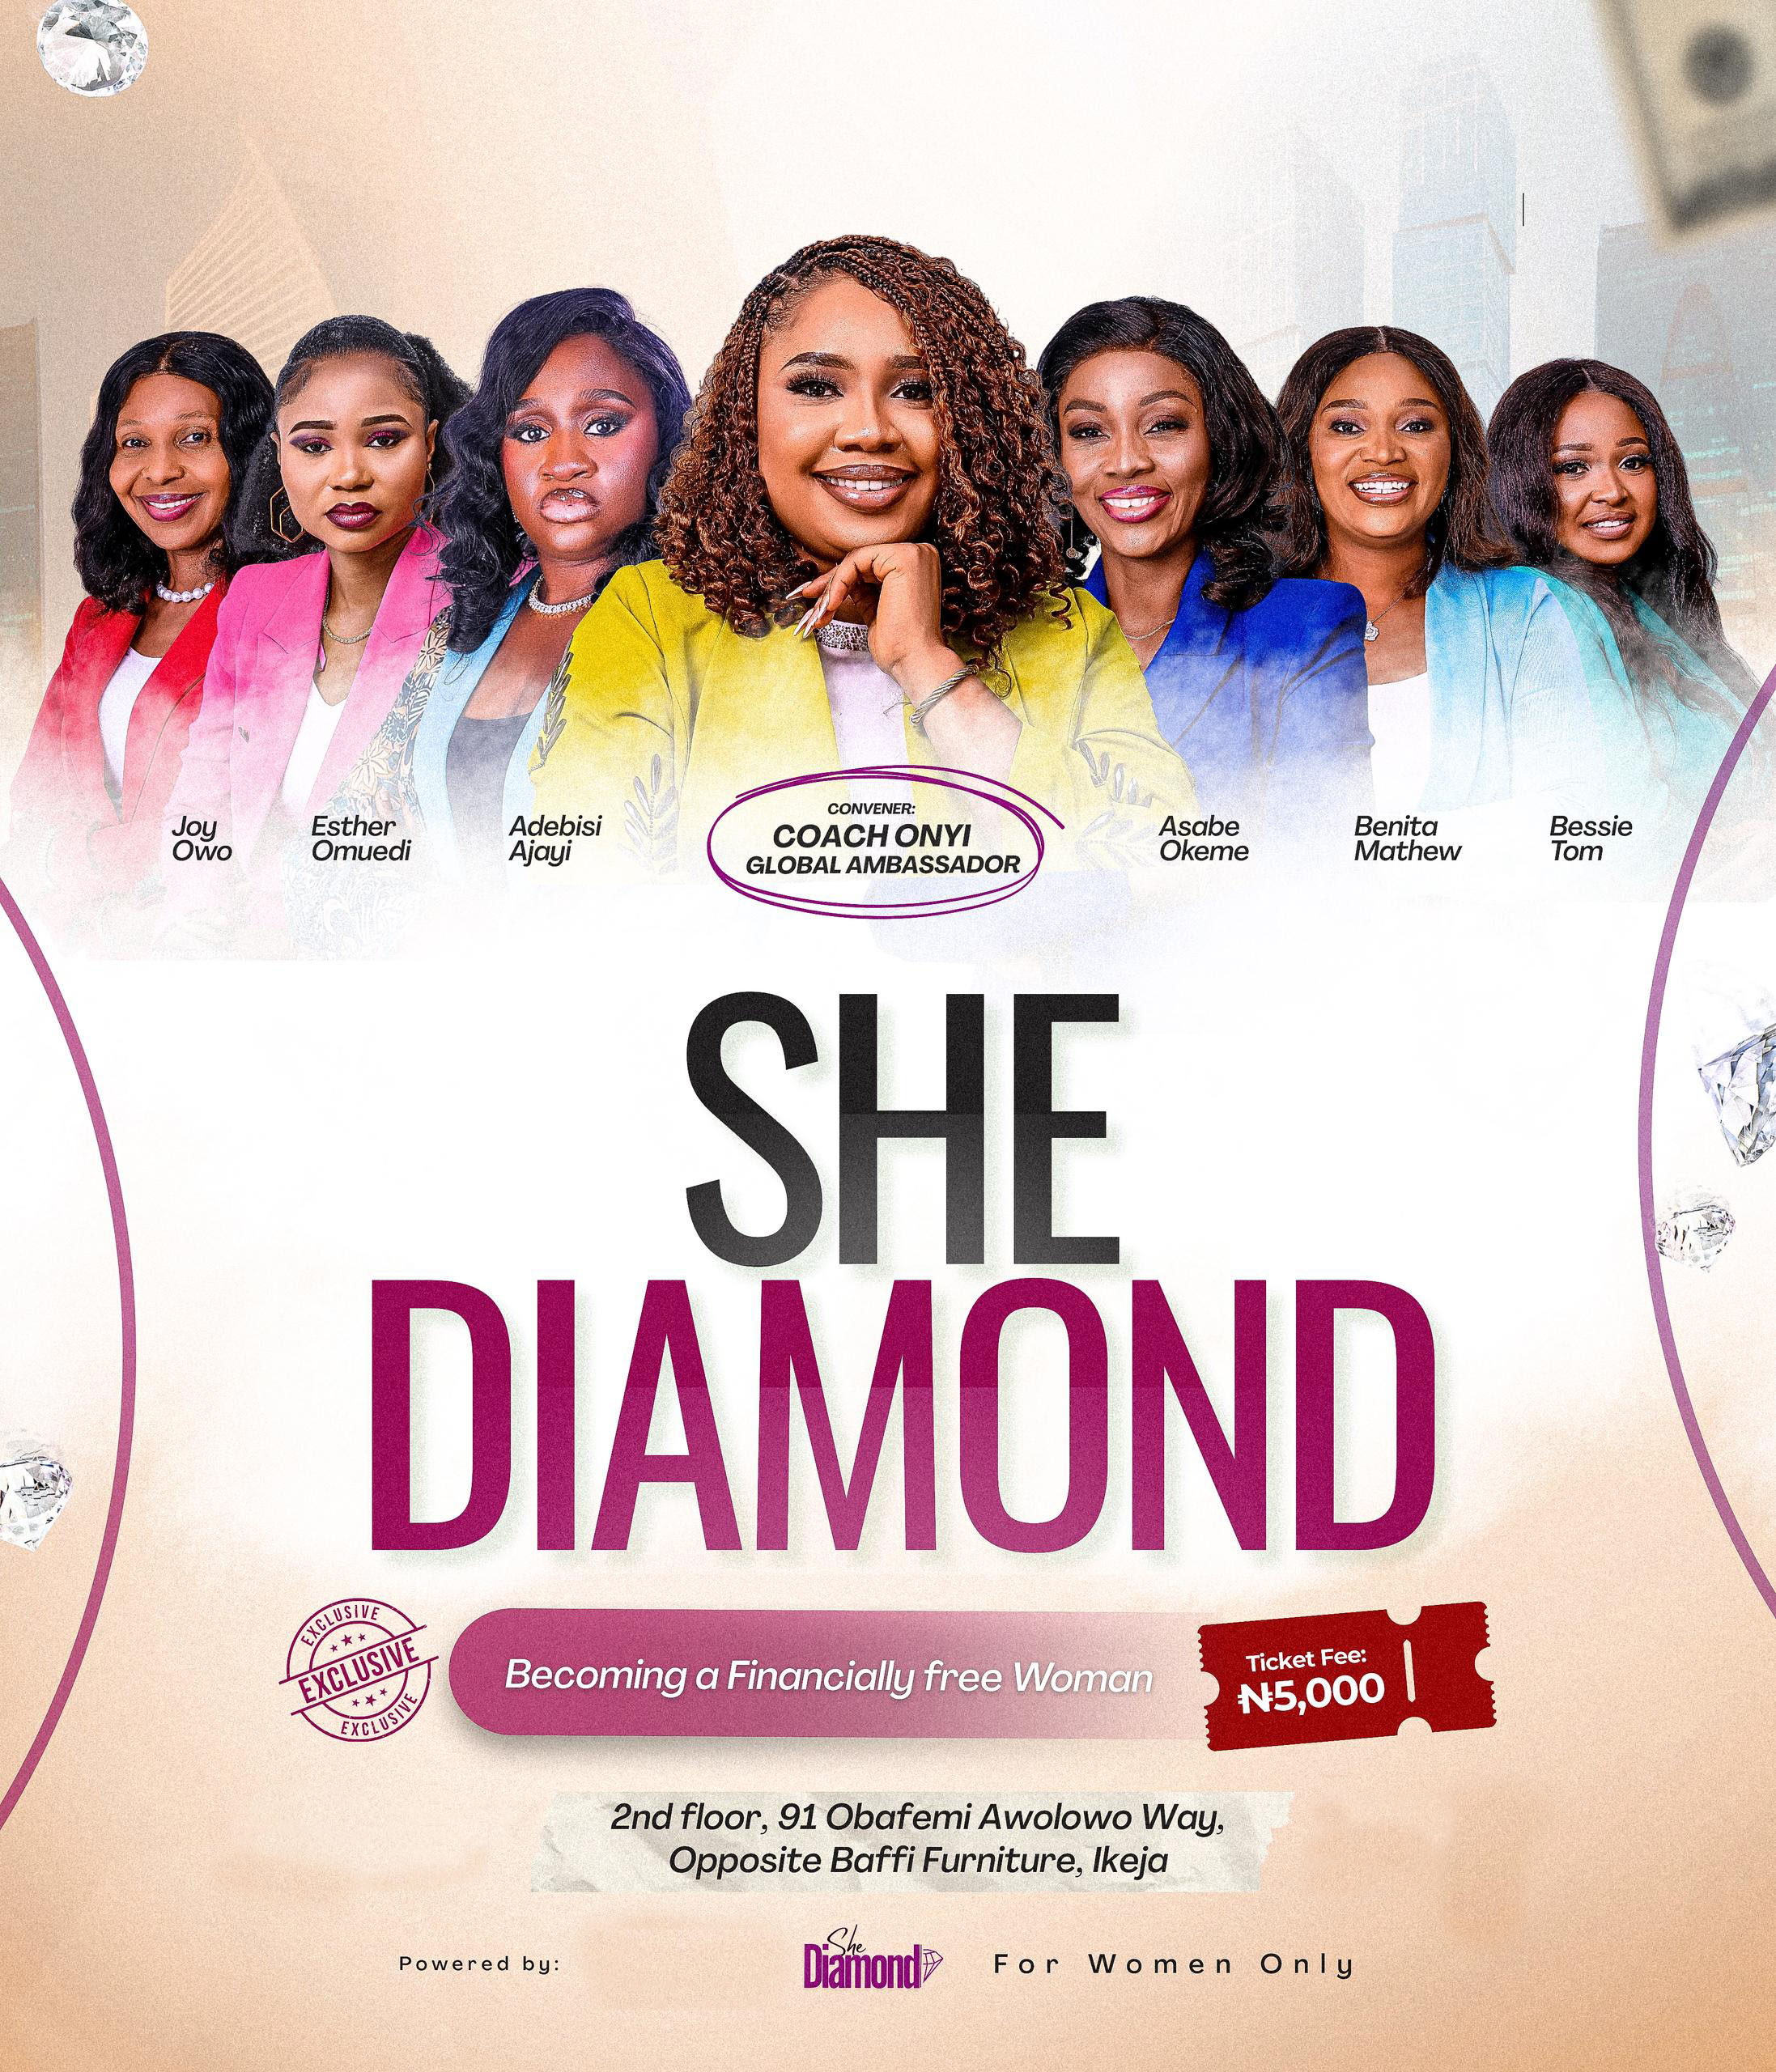 Joy
Owo
Esther
Omuedi
Adebisi
Ajayi
CONVENER:
COACH ONYI
GLOBAL AMBASSADOR
Asabe
Okeme
Benita
Mathew
Bessie
Tom
SHE
DIAMOND
EXCLUSIVE
EXCLUSIVE
EXCLUSIVE
Becoming a Financially free Woman
Ticket Fee:
₦5,000
2nd floor, 91 Obafemi Awolowo Way,
Opposite Baffi Furniture, Ikeja
Powered by:
She
Diamond
For Women Only